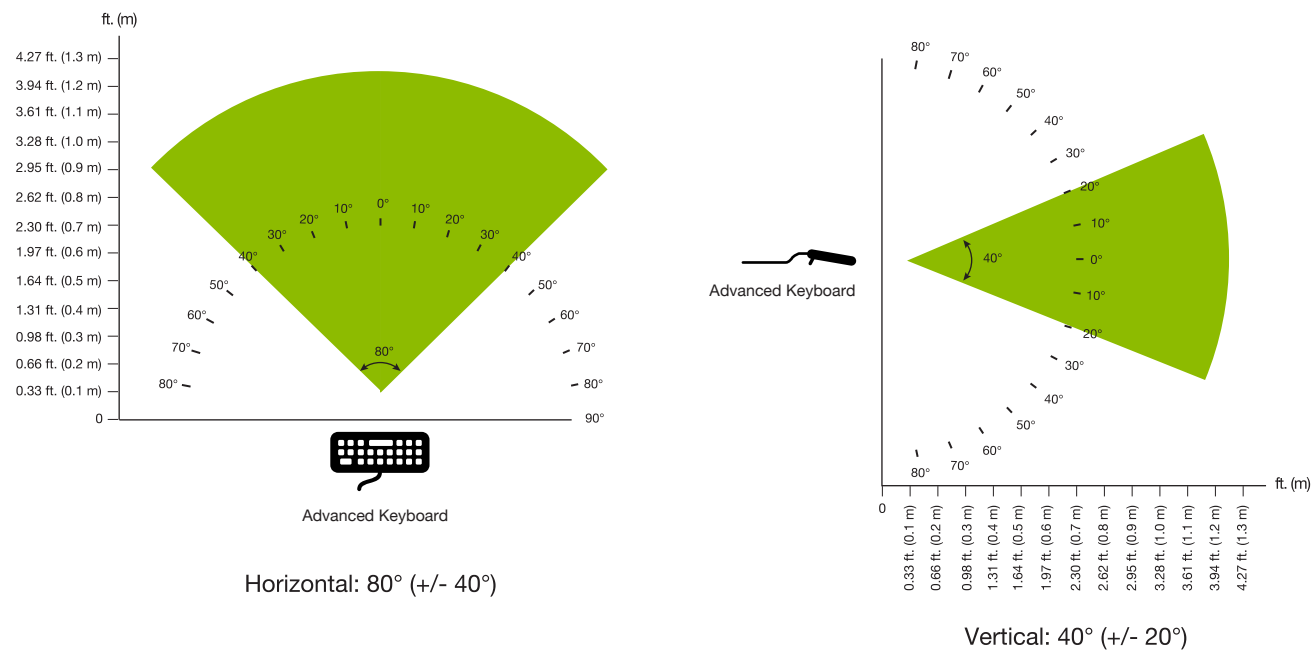 ft. (m)
4.27 ft. (1.3 m)
3.94 ft. (1.2 m)
3.61 ft. (1.1 m)
3.28 ft. (1.0 m)
2.95 ft. (0.9 m)
2.62 ft. (0.8 m)
2.30 ft. (0.7 m)
1.97 ft. (0.6 m)
1.64 ft. (0.5 m)
1.31 ft. (0.4 m)
0.98 ft. (0.3 m)
0.66 ft. (0.2 m)
0.33 ft. (0.1 m)
0
80°
70°
60°
50°
40°
30°
20°
10°
0°
10°
20°
30°
40°
50°
60°
70°
80°
90°
80°
Advanced Keyboard
Horizontal: 80° (+/- 40°)
80°
70°
60°
50°
40°
30°
20°
10°
0°
10°
20°
30°
40°
50°
60°
70°
80°
40°
Advanced Keyboard
ft. (m)
0
0.33 ft. (0.1 m)
0.66 ft. (0.2 m)
0.98 ft. (0.3 m)
1.31 ft. (0.4 m)
1.64 ft. (0.5 m)
1.97 ft. (0.6 m)
2.30 ft. (0.7 m)
2.62 ft. (0.8 m)
2.95 ft. (0.9 m)
3.28 ft. (1.0 m)
3.61 ft. (1.1 m)
3.94 ft. (1.2 m)
4.27 ft. (1.3 m)
Vertical: 40° (+/- 20°)